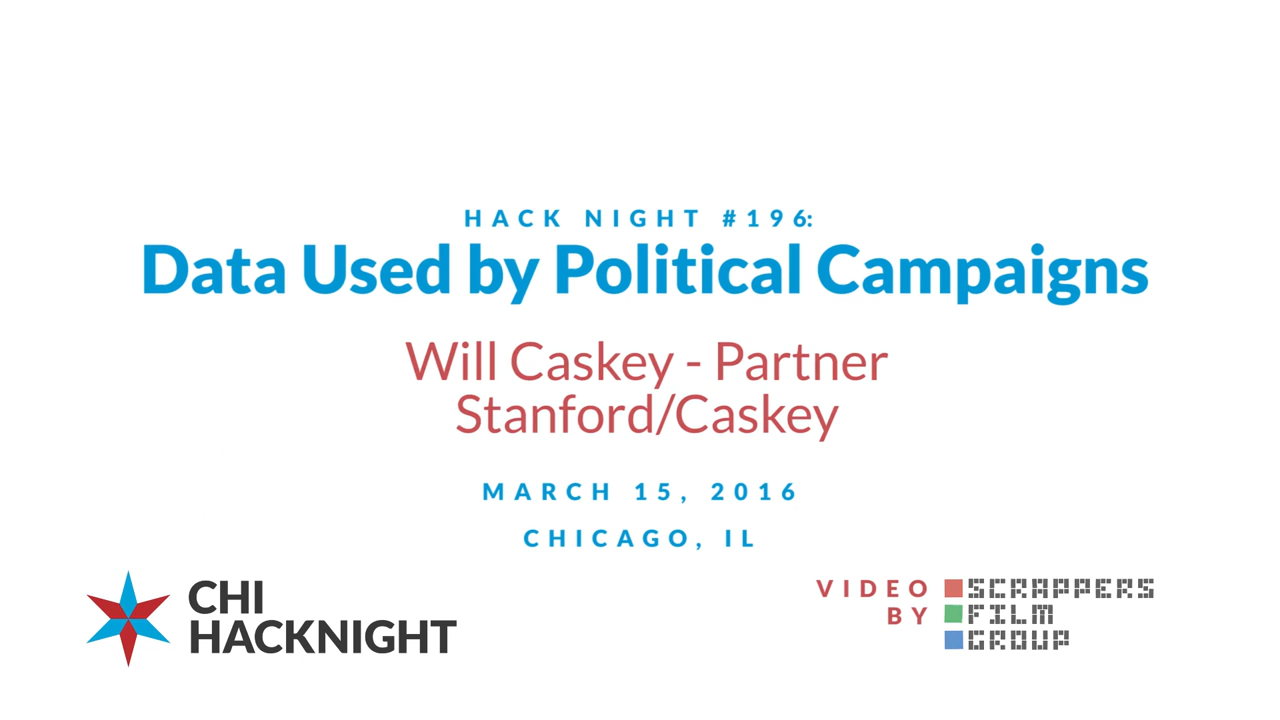 HACK NIGHT #196:
Data Used by Political Campaigns
Will Caskey - Partner
Stanford/Caskey
MARCH 15, 2016
CHICAGO, IL
CHI
HACKNIGHT
VIDEO
BY
SCRAPPERS
FILM
GROUP